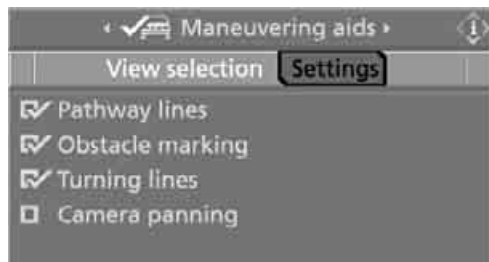 Maneuvering aids
View selection Settings
Pathway lines
Obstacle marking
Turning lines
Camera panning